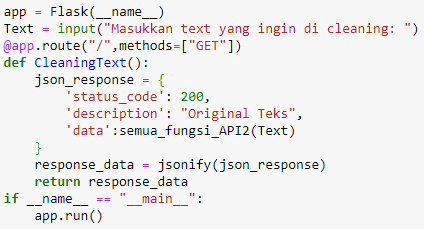 app = Flask(__name__)
Text = input("Masukkan text yang ingin di cleaning: ")
@app.route("/",methods=["GET"])
def CleaningText():
    json_response = {
        'status_code': 200,
        'description': "Original Teks",
        'data':semua_fungsi_API2(Text)
    }
    response_data = jsonify(json_response)
    return response_data
if __name__ == "__main__":
    app.run()